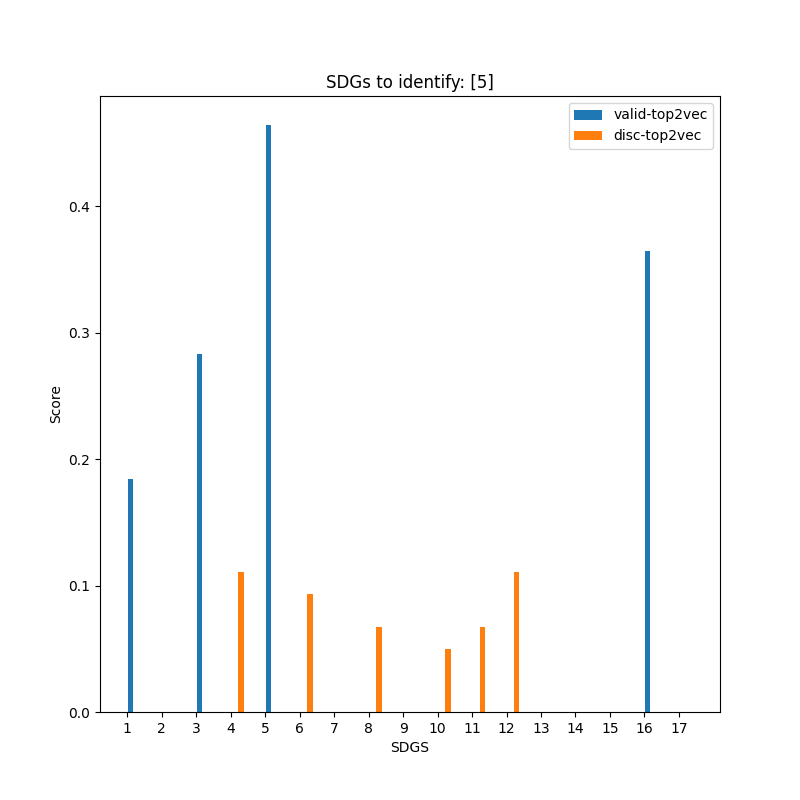 SDGs to identify: [5]
valid-top2vec
disc-top2vec
0.4
0.3
0.2
0.1
0.0
Score
1 2 3 4 5 6 7 8 9 10 11 12 13 14 15 16 17
SDGS